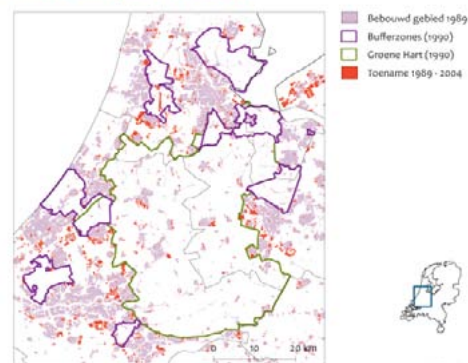 Bebouwd gebied 1989
Bufferzones (1990)
Groene Hart (1990)
Toename 1989 - 2004
0 10 20 km